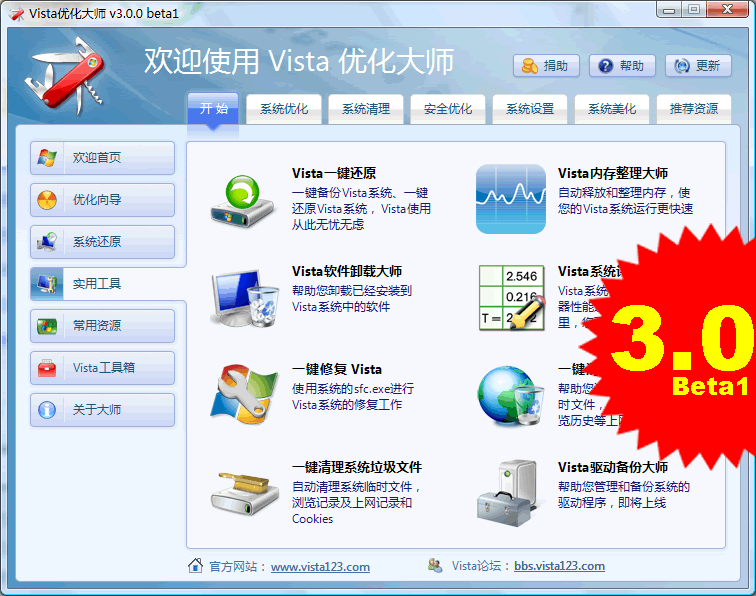 Vista优化大师 v3.0.0 beta1
欢迎使用 Vista 优化大师
捐助
帮助
更新
开始
系统优化
系统清理
安全优化
系统设置
系统美化
推荐资源
欢迎首页
优化向导
系统还原
实用工具
常用资源
Vista工具箱
关于大师
Vista一键还原
一键备份Vista系统、一键
还原Vista系统，Vista使用
从此无忧无虑
Vista内存整理大师
自动释放和整理内存，使
您的Vista系统运行更快速
Vista软件卸载大师
帮助您卸载已经安装到
Vista系统中的软件
2.546
0.216
T = 2
Vista系统
Vista系统
器性能
里，
一键修复 Vista
使用系统的sfc.exe进行
Vista系统的修复工作
一键
帮助您
时文件，
览历史等上
3.0
Beta1
一键清理系统垃圾文件
自动清理系统临时文件，
浏览记录及上网记录和
Cookies
Vista驱动备份大师
帮助您管理和备份系统的
驱动程序，即将上线
官方网站：www.vista123.com
Vista论坛：bbs.vista123.com